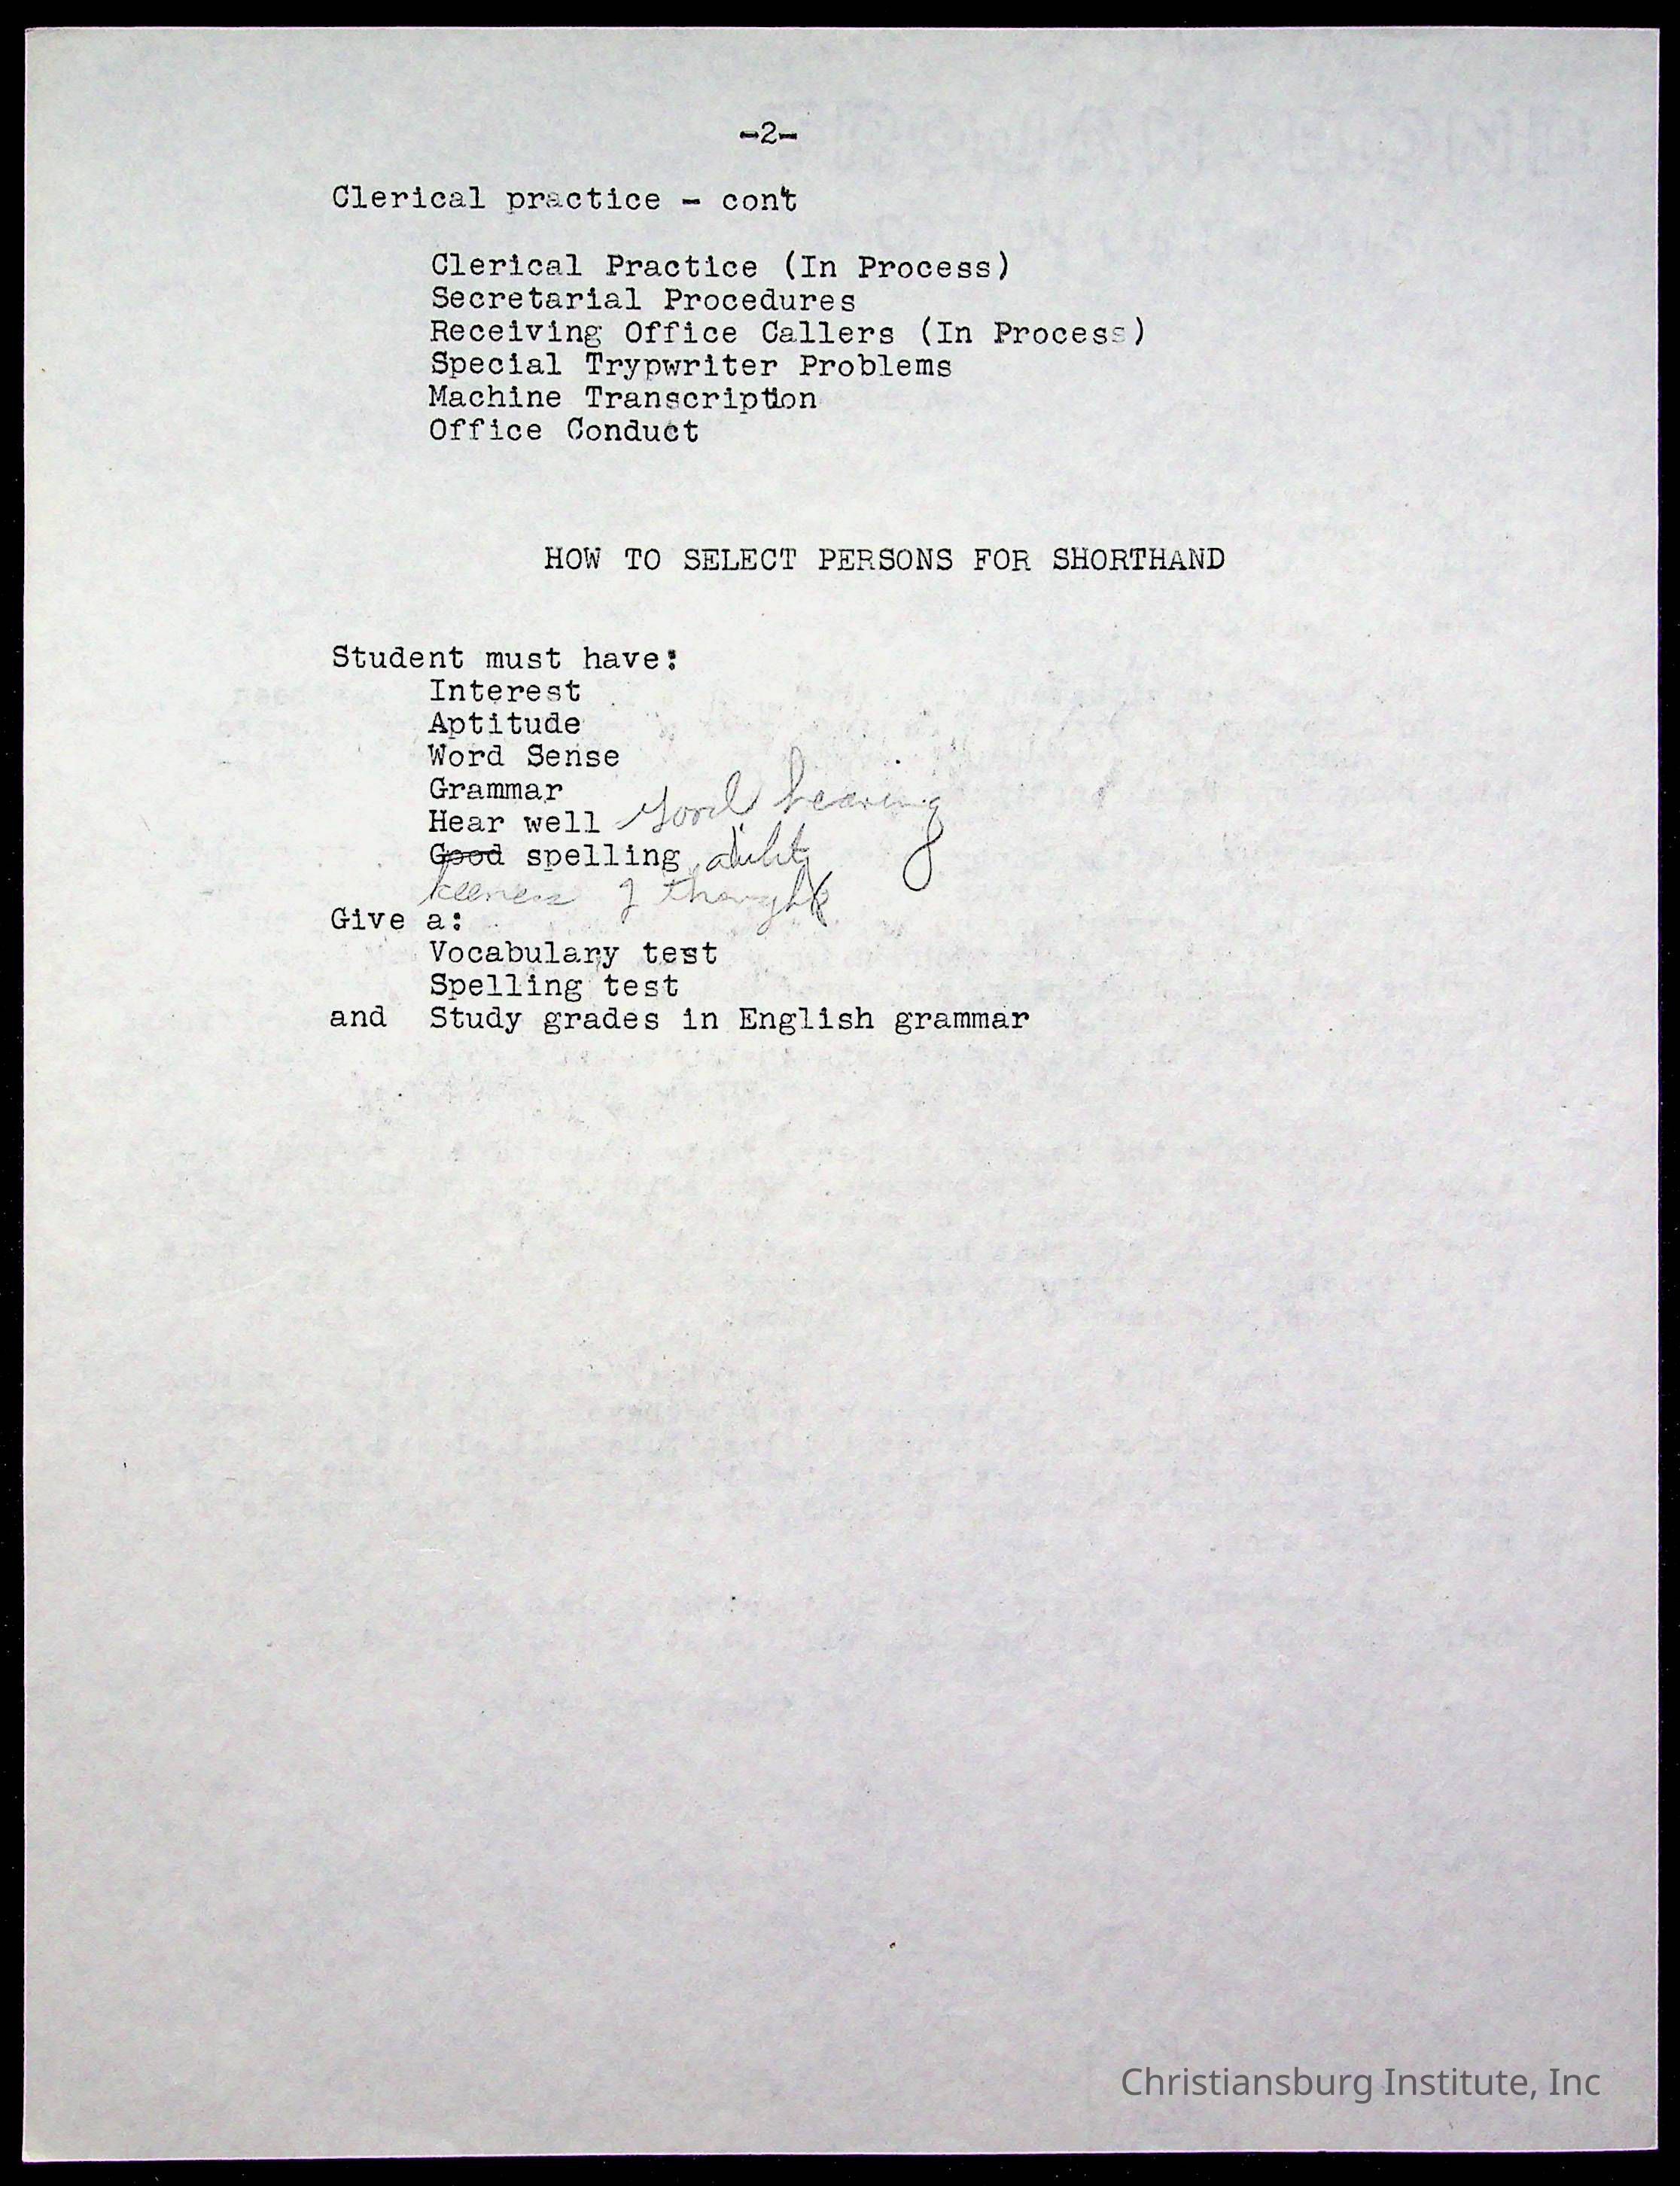 -2-
Clerical practice - con't
Clerical Practice (In Process)
Secretarial Procedures
Receiving Office Callers (In Process)
Special Trypwriter Problems
Machine Transcription
Office Conduct
HOW TO SELECT PERSONS FOR SHORTHAND
Student must have:
Interest
Aptitude
Word Sense
Grammar
Hear well good hearing
Good spelling ability
keeness of thought
Give a:
Vocabulary test
Spelling test
and Study grades in English grammar
Christiansburg Institute, Inc